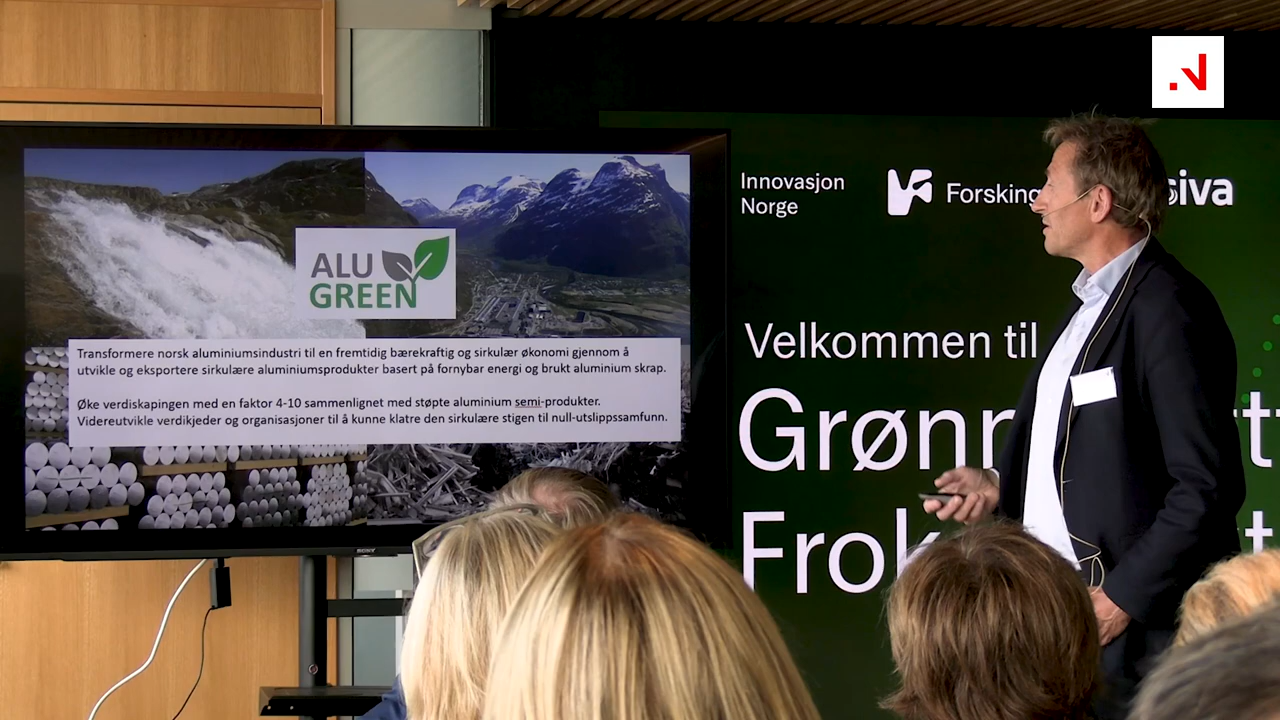 ALU
GREEN
Transformere norsk aluminiumsindustri til en fremtidig bærekraftig og sirkulær økonomi gjennom å
utvikle og eksportere sirkulære aluminiumsprodukter basert på fornybar energi og brukt aluminium skrap.
Øke verdiskapingen med en faktor 4-10 sammenlignet med støpte aluminium semi-produkter.
Videreutvikle verdikjeder og organisasjoner til å kunne klatre den sirkulære stigen til null-utslippssamfunn.
SONY
Innovasjon
Norge
Forsking
siva
Velkommen til
Grønn
Frok